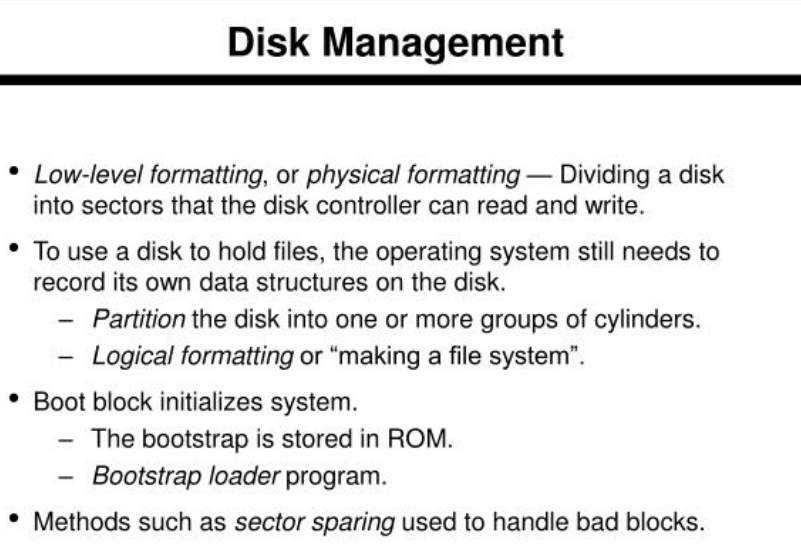 Disk Management
• Low-level formatting, or physical formatting — Dividing a disk
into sectors that the disk controller can read and write.
• To use a disk to hold files, the operating system still needs to
record its own data structures on the disk.
– Partition the disk into one or more groups of cylinders.
– Logical formatting or “making a file system”.
• Boot block initializes system.
– The bootstrap is stored in ROM.
– Bootstrap loader program.
• Methods such as sector sparing used to handle bad blocks.